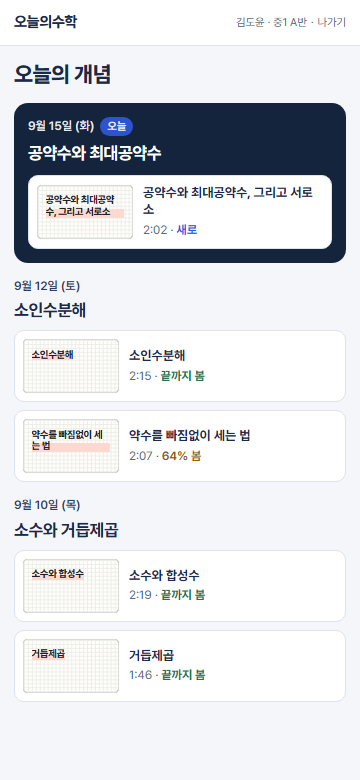 오늘의수학
김도윤 · 중1 A반 · 나가기
오늘의 개념
9월 15일 (화) 오늘
공약수와 최대공약수
공약수와 최대공약
수, 그리고 서로소
공약수와 최대공약수, 그리고 서로
소
2:02 · 새로
9월 12일 (토)
소인수분해
소인수분해
소인수분해
2:15 · 끝까지 봄
약수를 빠짐없이 세
는 법
약수를 빠짐없이 세는 법
2:07 · 64% 봄
9월 10일 (목)
소수와 거듭제곱
소수와 합성수
소수와 합성수
2:19 · 끝까지 봄
거듭제곱
거듭제곱
1:46 · 끝까지 봄